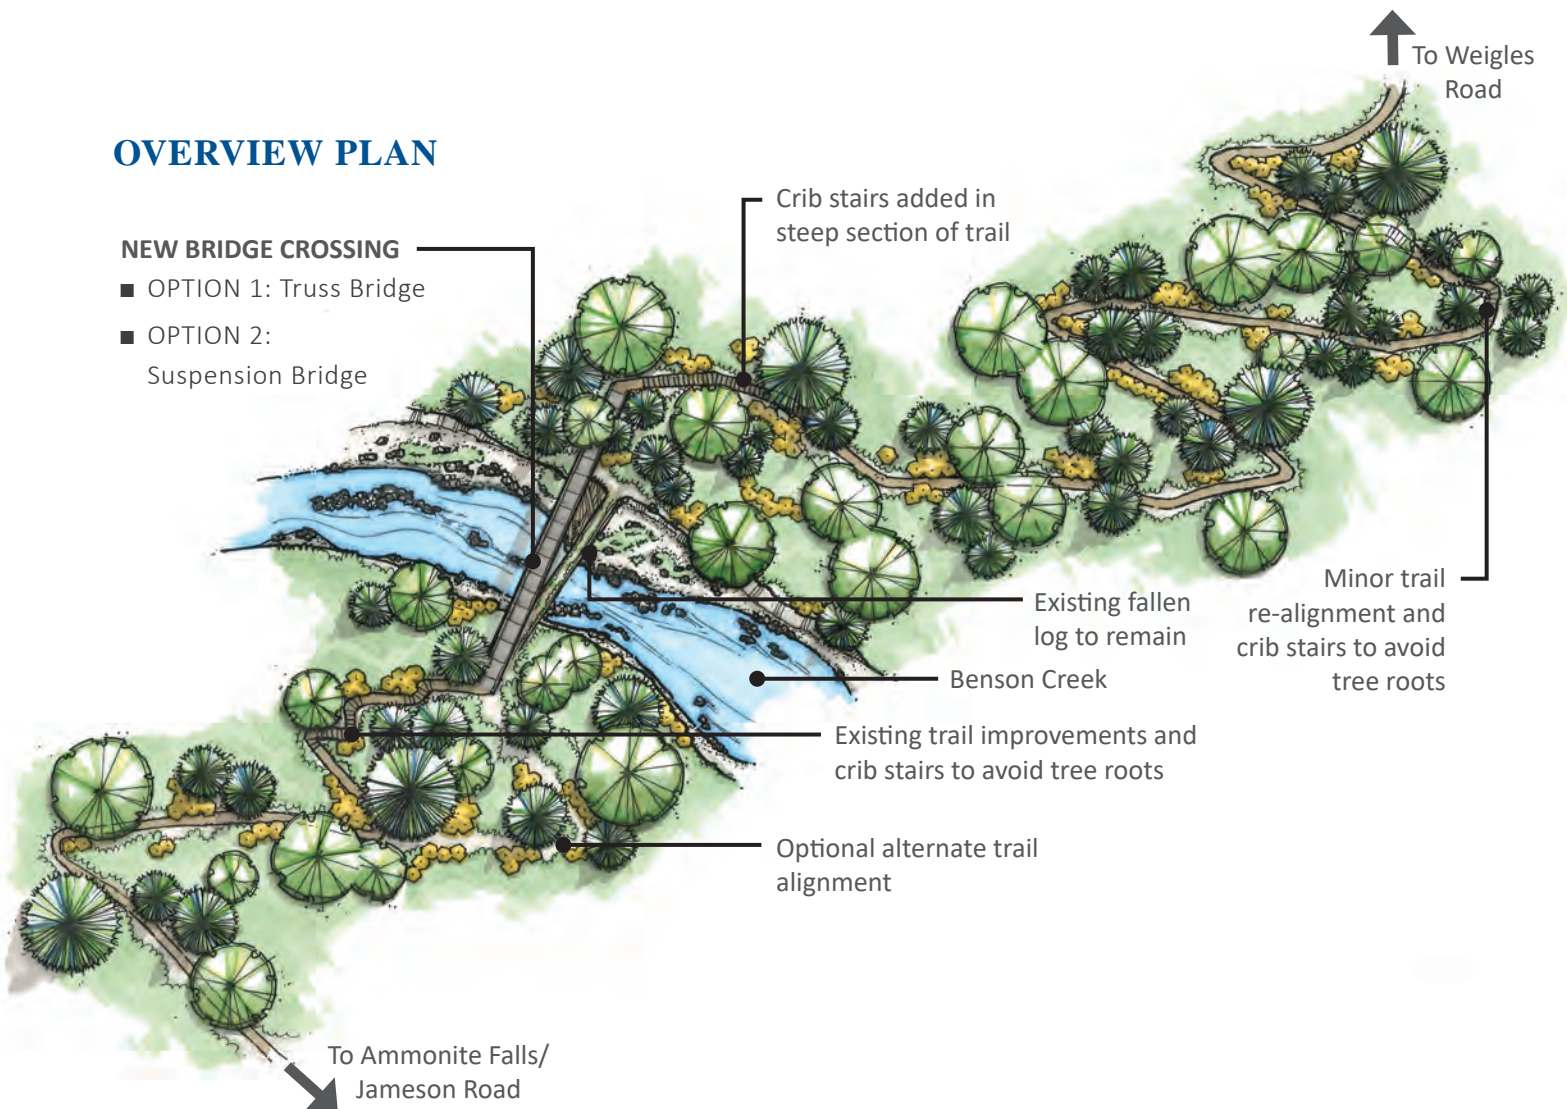 To Weigles
Road
OVERVIEW PLAN
NEW BRIDGE CROSSING
■ OPTION 1: Truss Bridge
■ OPTION 2:
Suspension Bridge
Crib stairs added in
steep section of trail
Existing fallen
log to remain
Minor trail
re-alignment and
crib stairs to avoid
tree roots
Benson Creek
Existing trail improvements and
crib stairs to avoid tree roots
Optional alternate trail
alignment
To Ammonite Falls/
Jameson Road